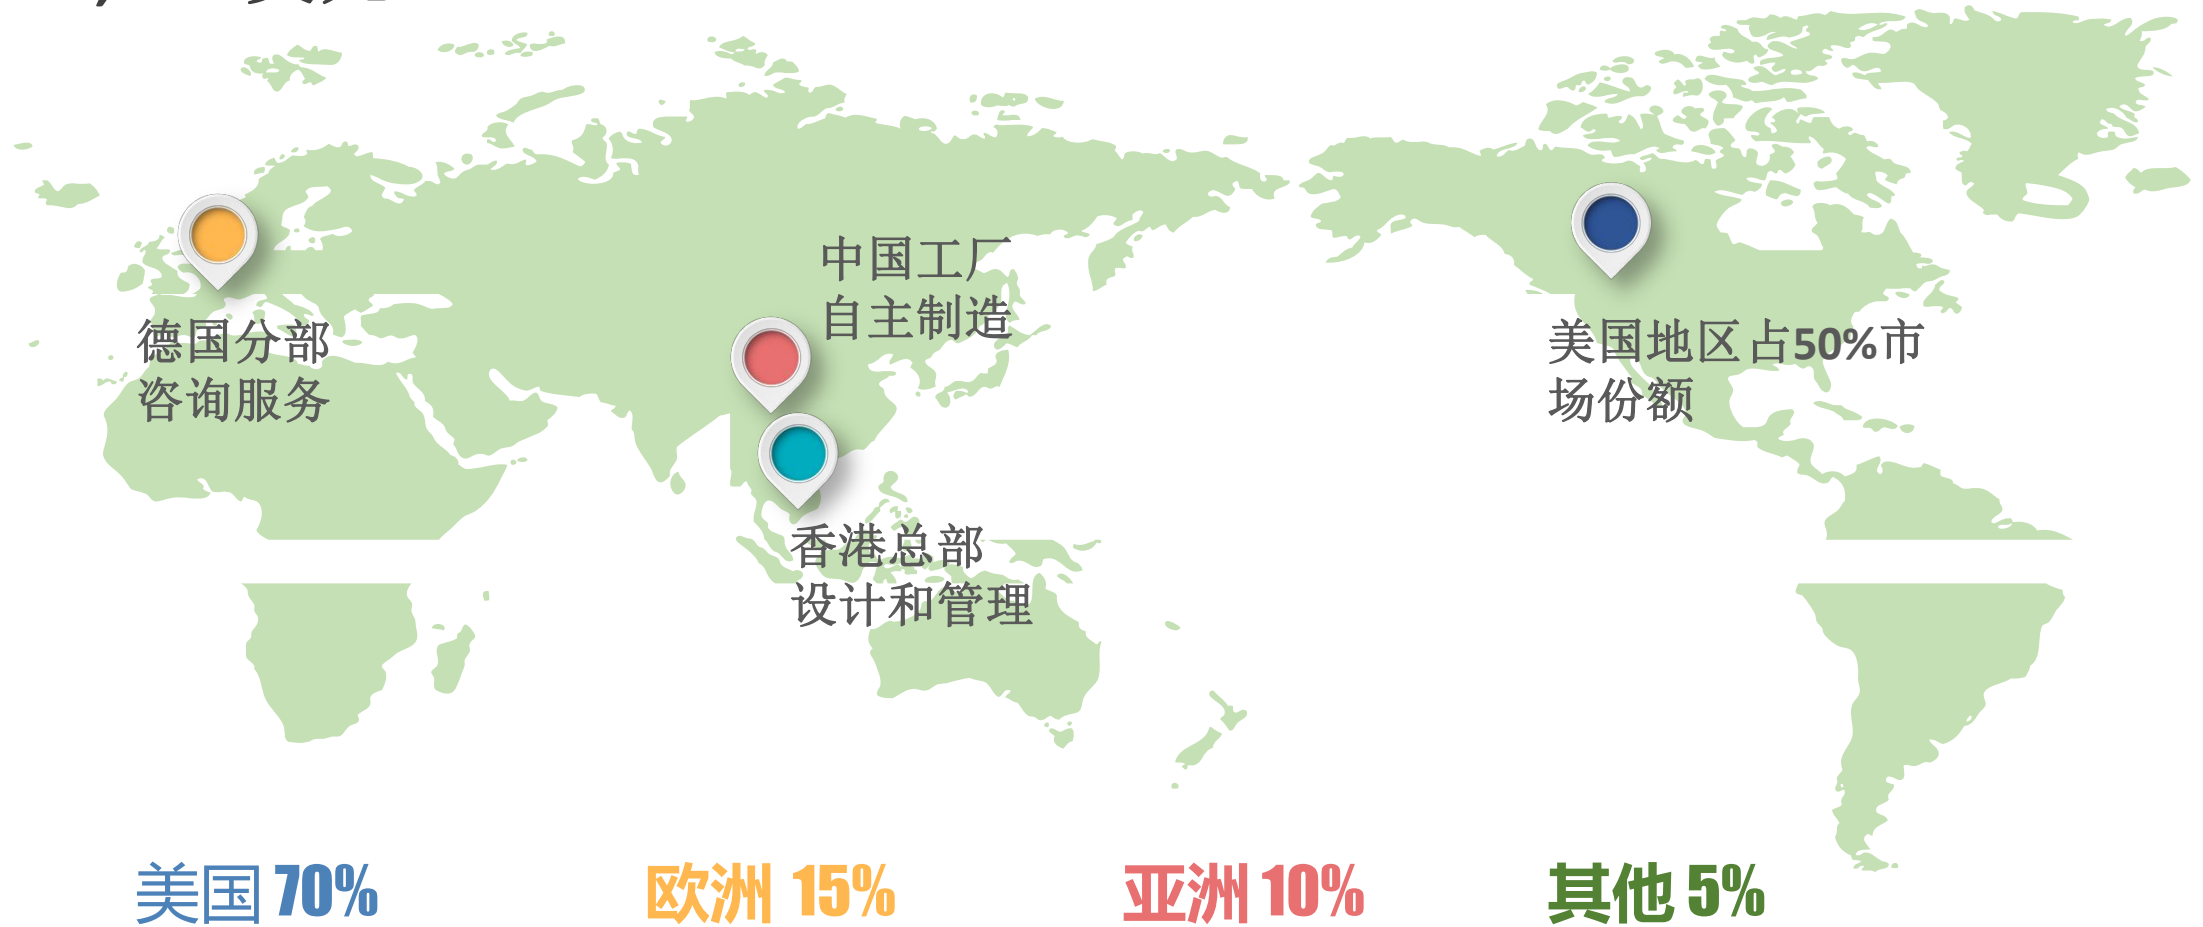 中国工厂
自主制造
德国分部
咨询服务
美国地区占50%市
场份额
香港总部
设计和管理
美国 70%
欧洲 15%
亚洲 10%
其他 5%